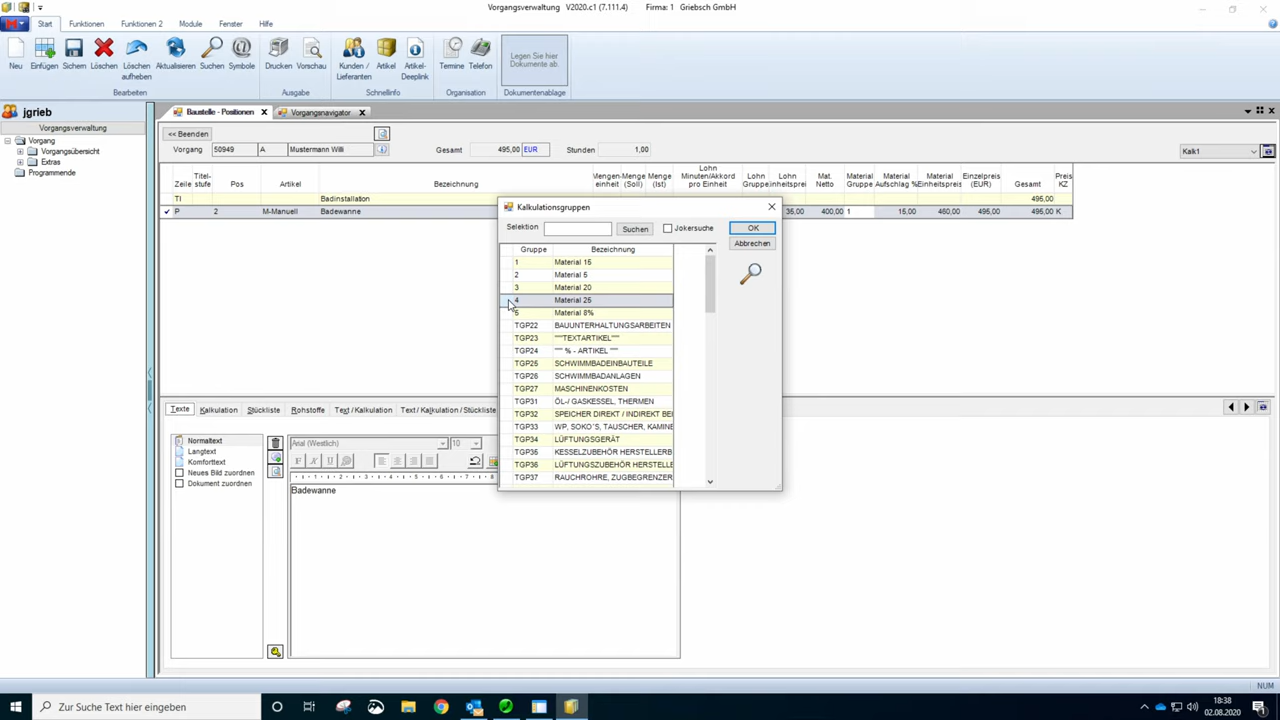 Vorgangsverwaltung V2020.c1 (7.111.4) Firma: 1 Griebsch GmbH
Start Funktionen Funktionen 2 Module Fenster Hilfe
Neu Einfügen Sichern Löschen Löschen aufheben Aktualisieren Suchen Symbole Drucken Vorschau Kunden / Lieferanten Artikel Artikel-Deeplink Termine Telefon Legen Sie hier Dokumente ab.
Bearbeiten Ausgabe Schnellinfo Organisation Dokumentenablage
jgrieb
Vorgangsverwaltung
Vorgang
Vorgangsübersicht
Extras
Programmende
Baustelle - Positionen Vorgangsnavigator
<< Beenden
Vorgang 50949 A Mustermann Willi Gesamt 495,00 EUR Stunden 1,00 Kalk1
Zeile Titel-stufe Pos Artikel Bezeichnung Mengen-einheit Menge (Soll) Menge (Ist) Lohn Minuten/Akkord pro Einheit Lohn Gruppe Lohn Mat. Netto Material Gruppe Material Aufschlag % Material Einheitspreis Einzelpreis (EUR) Gesamt Preis KZ
TI Badinstallation 495,00
P 2 M-Manuell Badewanne 35,00 400,00 1 15,00 460,00 495,00 495,00 K
Kalkulationsgruppen
Selektion Suchen Jokersuche OK
Abbrechen
Gruppe Bezeichnung
1 Material 15
2 Material 5
3 Material 20
4 Material 25
5 Material 8%
TGP22 BAUUNTERHALTUNGSARBEITEN
TGP23 """TEXTARTIKEL"""
TGP24 """ % - ARTIKEL """
TGP25 SCHWIMMBADEINBAUTEILE
TGP26 SCHWIMMBADANLAGEN
TGP27 MASCHINENKOSTEN
TGP31 ÖL-/ GASKESSEL, THERMEN
TGP32 SPEICHER DIREKT / INDIREKT BEI
TGP33 WP, SOKO´S, TAUSCHER, KAMINE
TGP34 LÜFTUNGSGERÄT
TGP35 KESSELZUBEHÖR HERSTELLERB
TGP36 LÜFTUNGSZUBEHÖR HERSTELLE
TGP37 RAUCHROHRE, ZUGBEGRENZER
Texte Kalkulation Stückliste Rohstoffe Text / Kalkulation Text / Kalkulation / Stückliste
Normaltext
Langtext
Komforttext
Neues Bild zuordnen
Dokument zuordnen
Arial (Westlich) 10
F K U
1 2 3 4 5 6 7 8
Badewanne
NUM
Zur Suche Text hier eingeben
18:38
02.08.2020
1